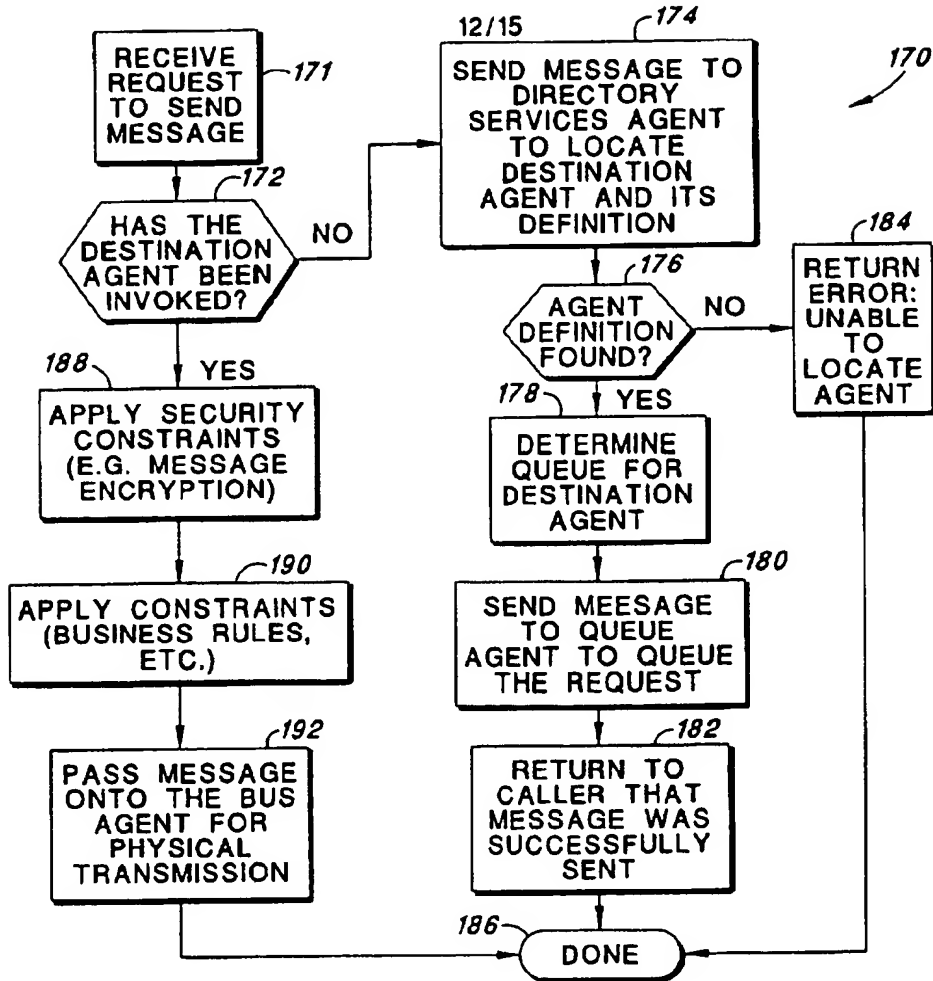 RECEIVE
REQUEST
TO SEND
MESSAGE
171
172
HAS THE
DESTINATION
AGENT BEEN
INVOKED?
NO
YES
188
APPLY SECURITY
CONSTRAINTS
(E.G. MESSAGE
ENCRYPTION)
190
APPLY CONSTRAINTS
(BUSINESS RULES,
ETC.)
192
PASS MESSAGE
ONTO THE BUS
AGENT FOR
PHYSICAL
TRANSMISSION
12/15
174
SEND MESSAGE TO
DIRECTORY
SERVICES AGENT
TO LOCATE
DESTINATION
AGENT AND ITS
DEFINITION
170
176
AGENT
DEFINITION
FOUND?
NO
YES
184
RETURN
ERROR:
UNABLE
TO
LOCATE
AGENT
178
DETERMINE
QUEUE FOR
DESTINATION
AGENT
180
SEND MEESAGE
TO QUEUE
AGENT TO QUEUE
THE REQUEST
182
RETURN TO
CALLER THAT
MESSAGE WAS
SUCCESSFULLY
SENT
186
DONE